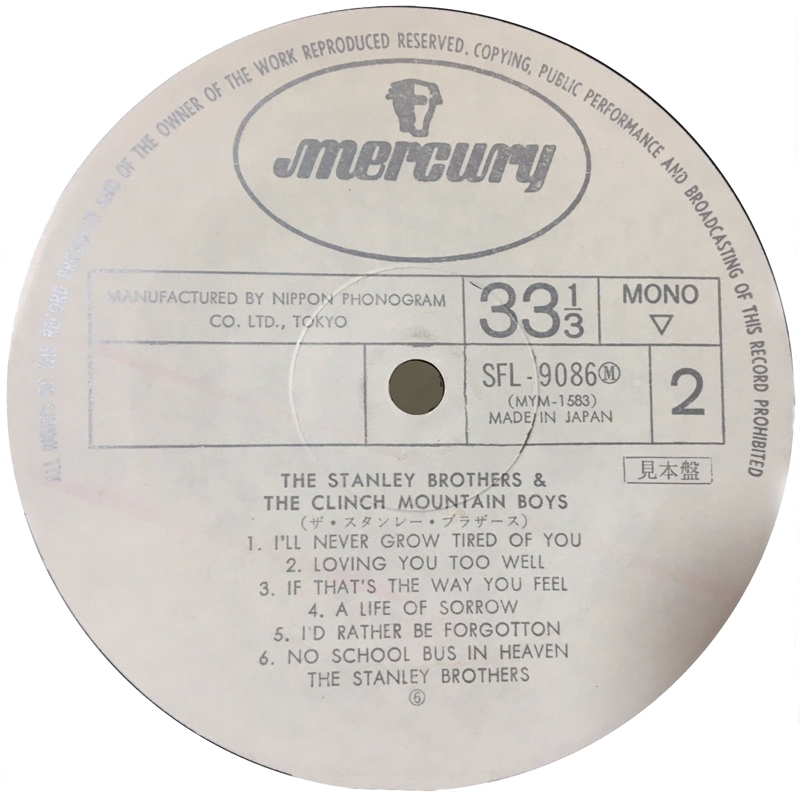 ALL RIGHTS OF THE RECORD PRODUCER AND OF THE OWNER OF THE WORK REPRODUCED RESERVED. COPYING, PUBLIC PERFORMANCE AND BROADCASTING OF THIS RECORD PROHIBITED
mercury
MANUFACTURED BY NIPPON PHONOGRAM
CO. LTD., TOKYO
33 1/3
MONO
▽
SFL-9086Ⓜ
(MYM-1583)
MADE IN JAPAN
2
見本盤
THE STANLEY BROTHERS &
THE CLINCH MOUNTAIN BOYS
(ザ・スタンレー・ブラザース)
1. I'LL NEVER GROW TIRED OF YOU
2. LOVING YOU TOO WELL
3. IF THAT'S THE WAY YOU FEEL
4. A LIFE OF SORROW
5. I'D RATHER BE FORGOTTON
6. NO SCHOOL BUS IN HEAVEN
THE STANLEY BROTHERS
⑥